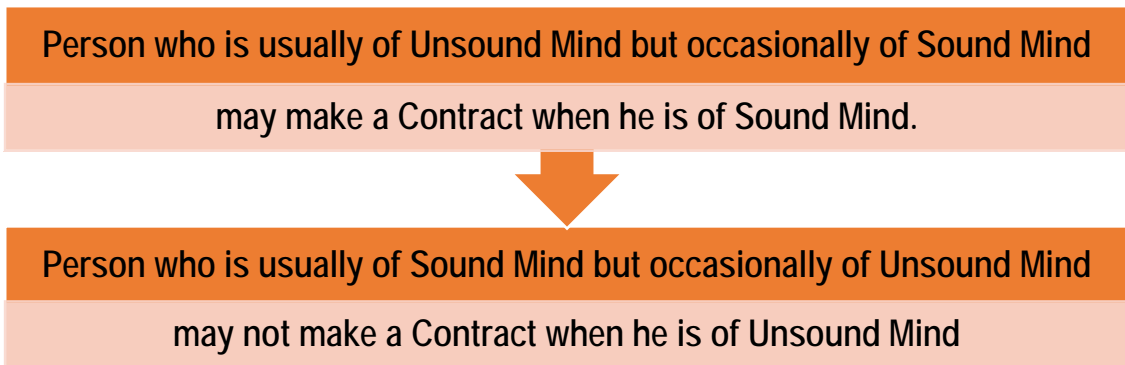 Person who is usually of Unsound Mind but occasionally of Sound Mind
may make a Contract when he is of Sound Mind.
Person who is usually of Sound Mind but occasionally of Unsound Mind
may not make a Contract when he is of Unsound Mind